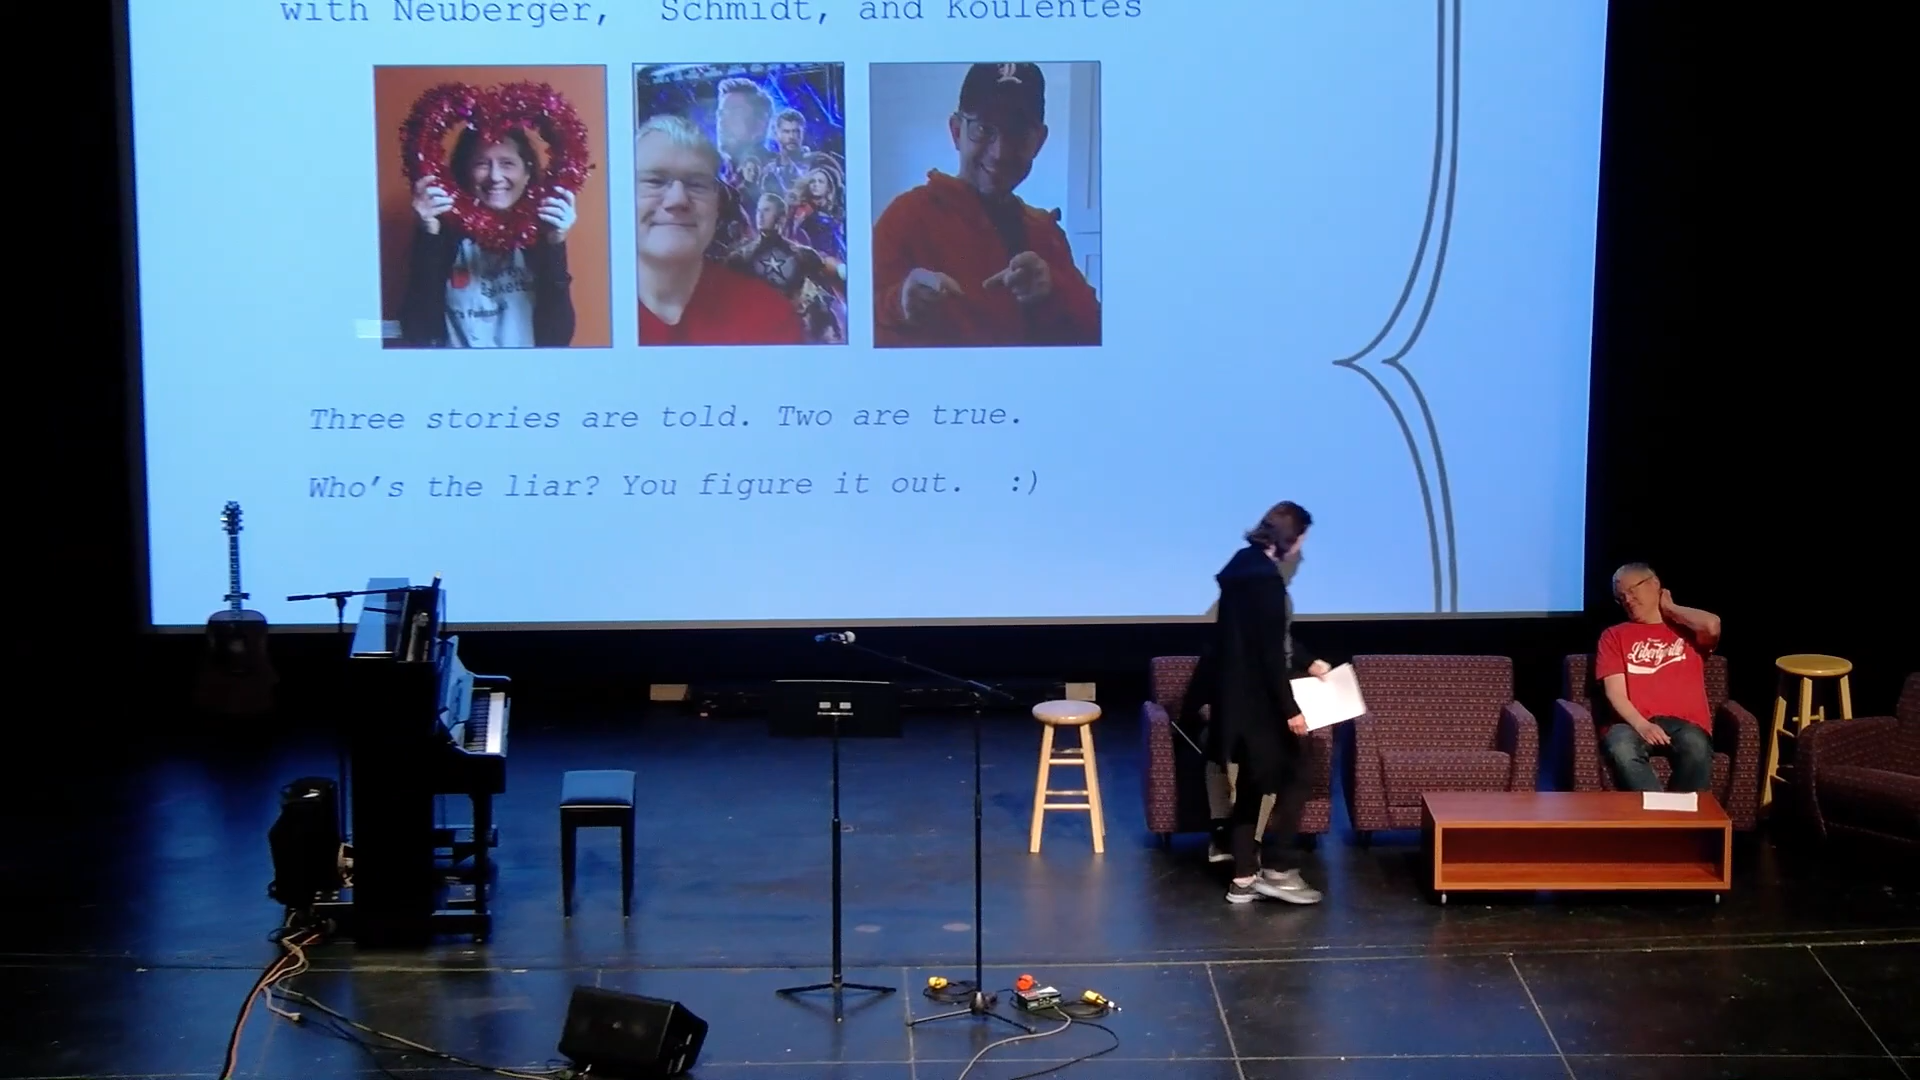 with Neuberger, Schmidt, and Koulentes
Three stories are told. Two are true.
Who's the liar? You figure it out. :)
Libertyville